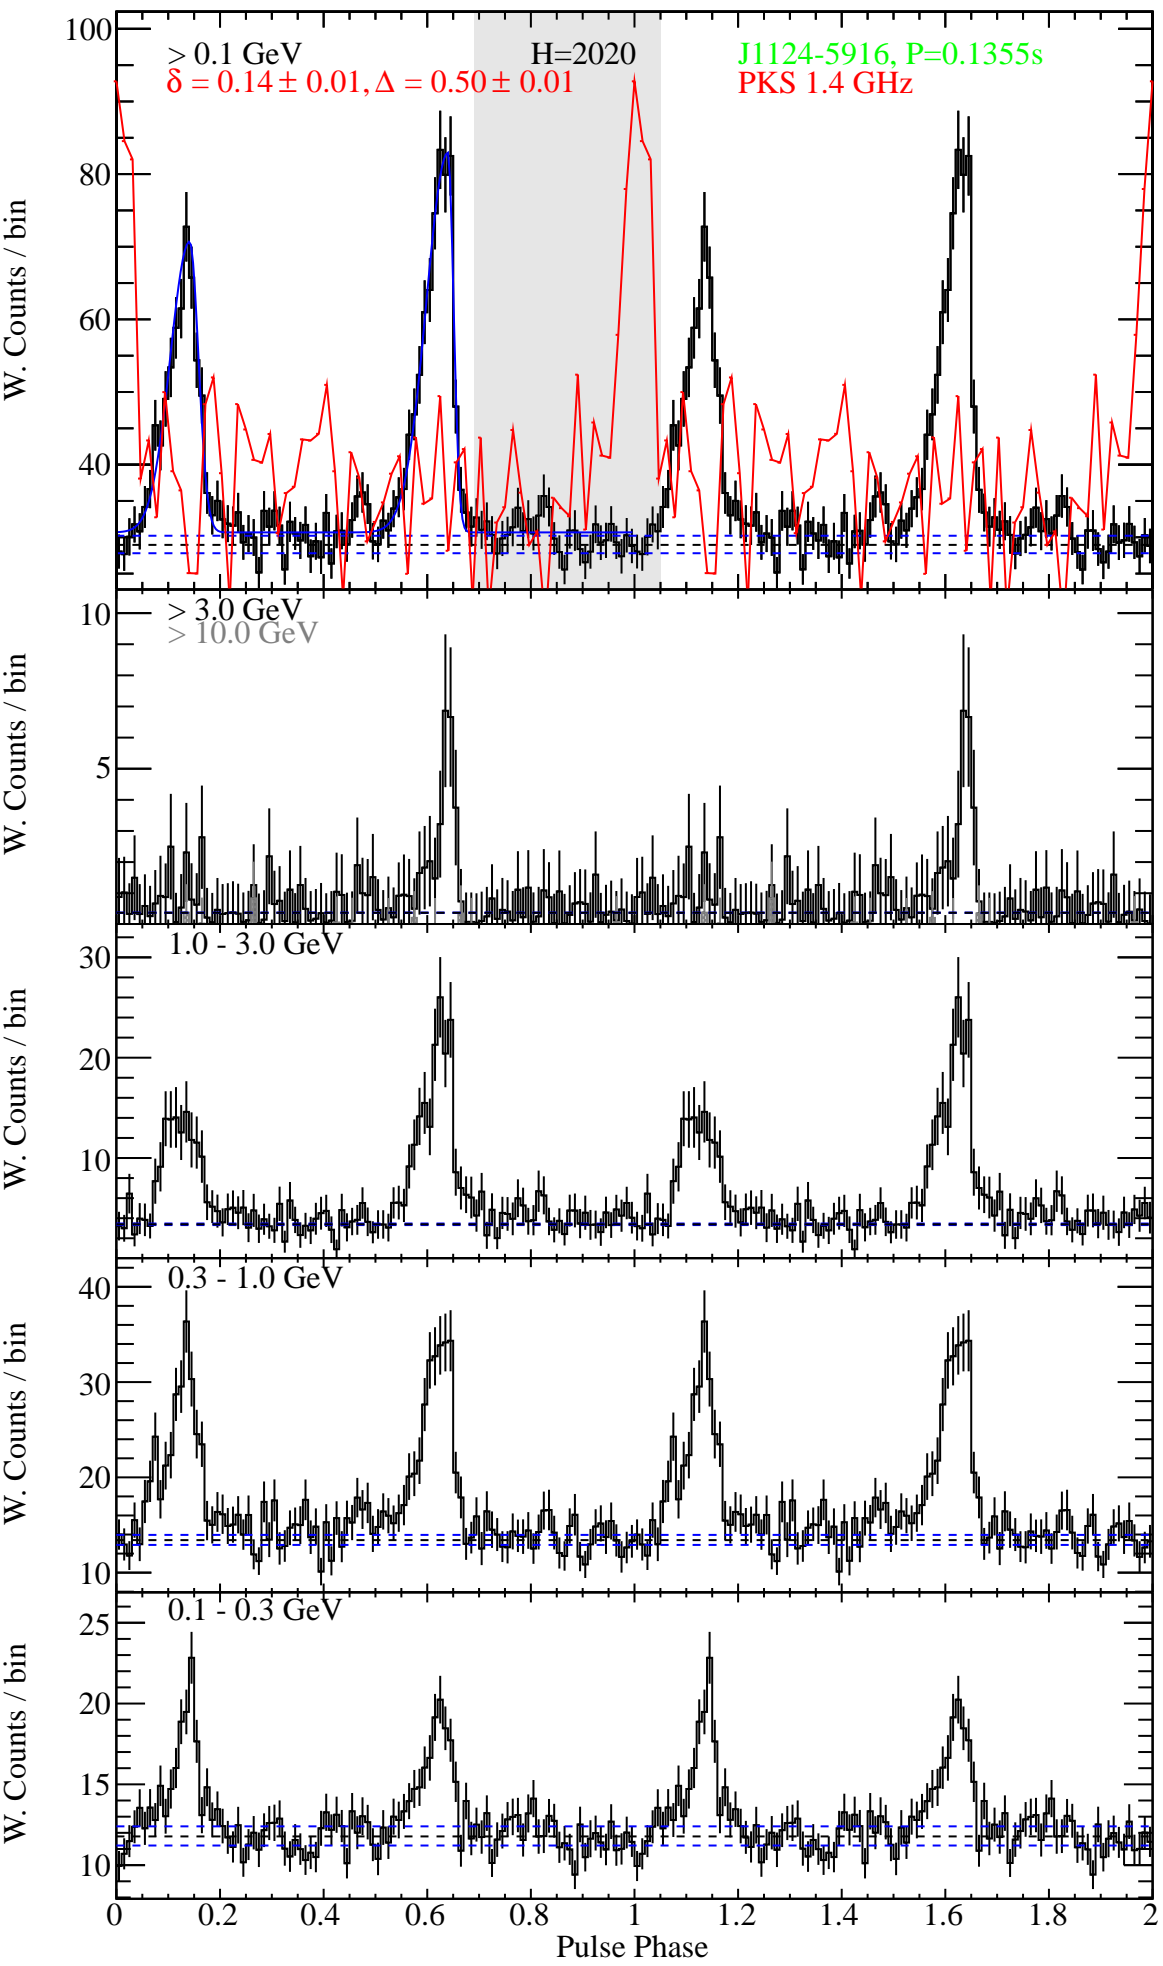 > 0.1 GeV H=2020 J1124-5916, P=0.1355s
δ = 0.14 ± 0.01, Δ = 0.50 ± 0.01 PKS 1.4 GHz
100
80
60
40
W. Counts / bin
> 3.0 GeV
> 10.0 GeV
10
5
W. Counts / bin
1.0 - 3.0 GeV
30
20
10
W. Counts / bin
0.3 - 1.0 GeV
40
30
20
10
W. Counts / bin
0.1 - 0.3 GeV
25
20
15
10
W. Counts / bin
0 0.2 0.4 0.6 0.8 1 1.2 1.4 1.6 1.8 2
Pulse Phase